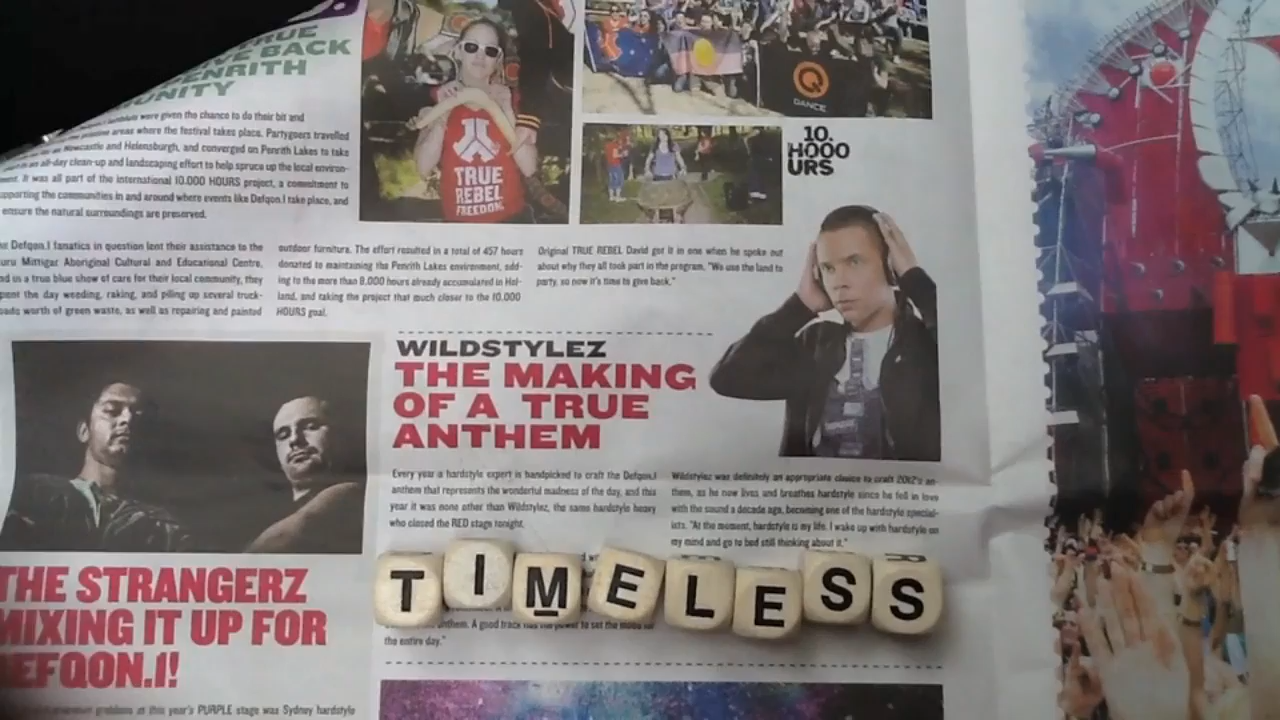 TRUE
VE BACK
PENRITH
UNITY
were given the chance to do their bit and
areas where the festival takes place. Partygoers travelled
Newcastle and Helensburgh, and converged on Penrith Lakes to take
in an all-day clean-up and landscaping effort to help spruce up the local environ-
ment. It was all part of the international 10.000 HOURS project, a commitment to
supporting the communities in and around where events like Defqon.1 take place, and
ensure the natural surroundings are preserved.
TRUE
REBEL
FREEDOM
DANCE
10.
HOOO
URS
Defqon.1 fanatics in question lent their assistance to the
uru Mittigar Aboriginal Cultural and Educational Centre,
nd in a true blue show of care for their local community, they
pent the day weeding, raking, and piling up several truck-
oads worth of green waste, as well as repairing and painted
outdoor furniture. The effort resulted in a total of 457 hours
donated to maintaining the Penrith Lakes environment, add-
ing to the more than 8,000 hours already accumulated in Hol-
land, and taking the project that much closer to the 10.000
HOURS goal.
Original TRUE REBEL David got it in one when he spoke out
about why they all took part in the program, "We use the land to
party, so now it's time to give back."
WILDSTYLEZ
THE MAKING
OF A TRUE
ANTHEM
Every year a hardstyle expert is handpicked to craft the Defqon.1
anthem that represents the wonderful madness of the day, and this
year it was none other than Wildstylez, the same hardstyle heavy
who closed the RED stage tonight.
Wildstylez was definitely an appropriate choice to craft 2012's an-
them, as he now lives and breathes hardstyle since he fell in love
with the sound a decade ago, becoming one of the hardstyle special-
ists. "At the moment, hardstyle is my life. I wake up with hardstyle on
my mind and go to bed still thinking about it."
TIMELESS
anthem. A good track has the power to set the mood for
the entire day."
THE STRANGERZ
MIXING IT UP FOR
DEFQON.1!
at this year's PURPLE stage was Sydney hardstyle